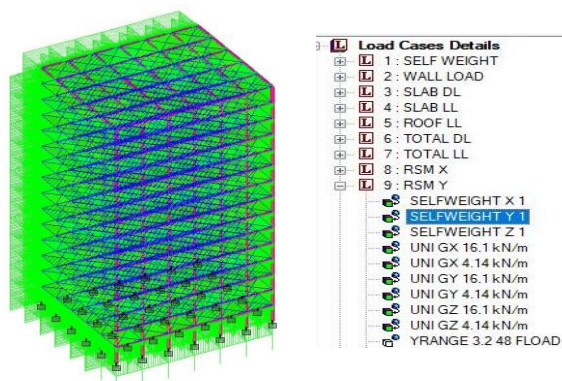 Load Cases Details
L 1 : SELF WEIGHT
L 2 : WALL LOAD
L 3 : SLAB DL
L 4 : SLAB LL
L 5 : ROOF LL
L 6 : TOTAL DL
L 7 : TOTAL LL
L 8 : RSM X
L 9 : RSM Y
SELFWEIGHT X 1
SELFWEIGHT Y 1
SELFWEIGHT Z 1
UNI GX 16.1 kN/m
UNI GX 4.14 kN/m
UNI GY 16.1 kN/m
UNI GY 4.14 kN/m
UNI GZ 16.1 kN/m
UNI GZ 4.14 kN/m
YRANGE 3.2 48 FLOAD